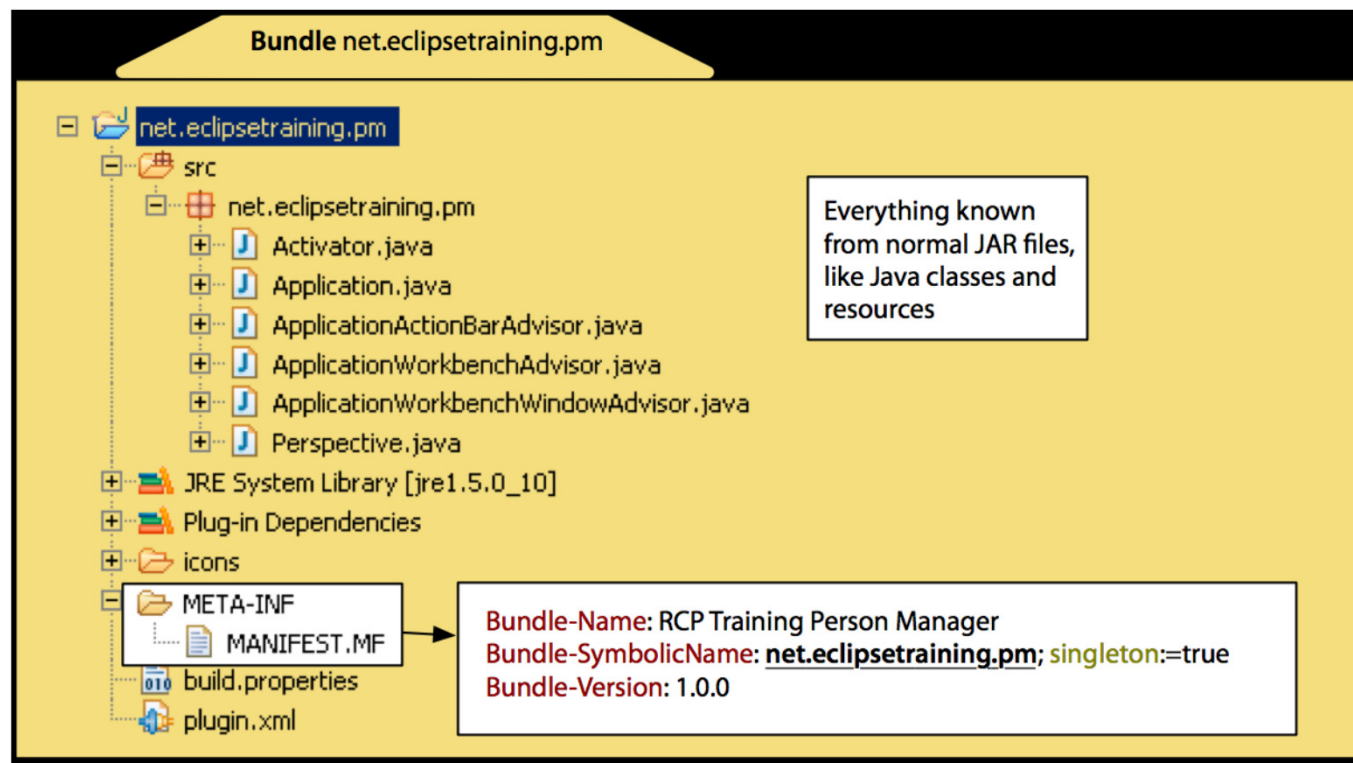 Bundle net.eclipsetraining.pm
net.eclipsetraining.pm
src
net.eclipsetraining.pm
Activator.java
Application.java
ApplicationActionBarAdvisor.java
ApplicationWorkbenchAdvisor.java
ApplicationWorkbenchWindowAdvisor.java
Perspective.java
JRE System Library [jre1.5.0_10]
Plug-in Dependencies
icons
META-INF
MANIFEST.MF
build.properties
plugin.xml
Everything known
from normal JAR files,
like Java classes and
resources
Bundle-Name: RCP Training Person Manager
Bundle-SymbolicName: net.eclipsetraining.pm; singleton:=true
Bundle-Version: 1.0.0